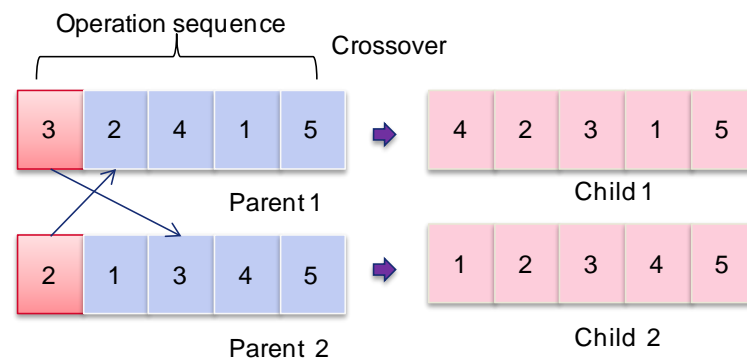 Operation sequence
Crossover
3 2 4 1 5
4 2 3 1 5
Parent 1
Child 1
2 1 3 4 5
1 2 3 4 5
Parent 2
Child 2